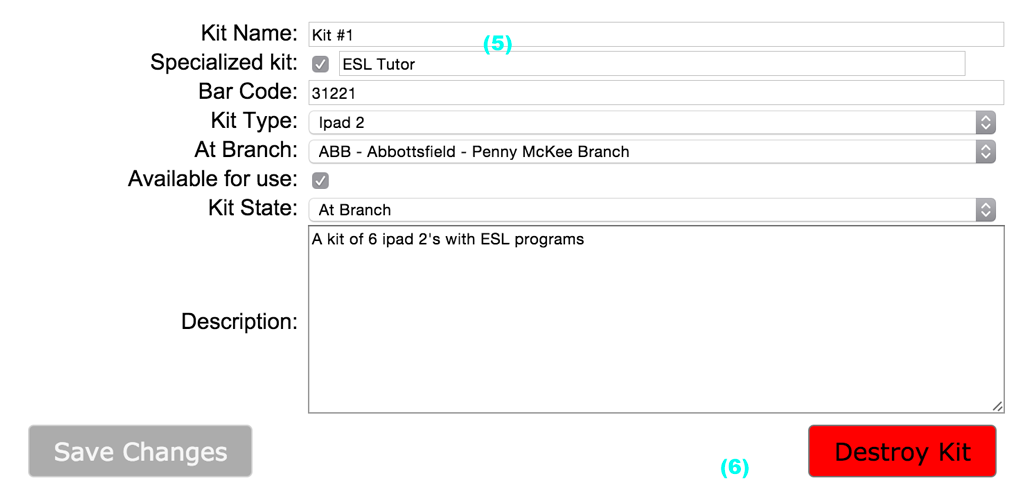 Kit Name: Kit #1
(5)
Specialized kit: ESL Tutor
Bar Code: 31221
Kit Type: Ipad 2
At Branch: ABB - Abbottsfield - Penny McKee Branch
Available for use:
Kit State: At Branch
A kit of 6 ipad 2's with ESL programs
Description:
Save Changes
(6)
Destroy Kit